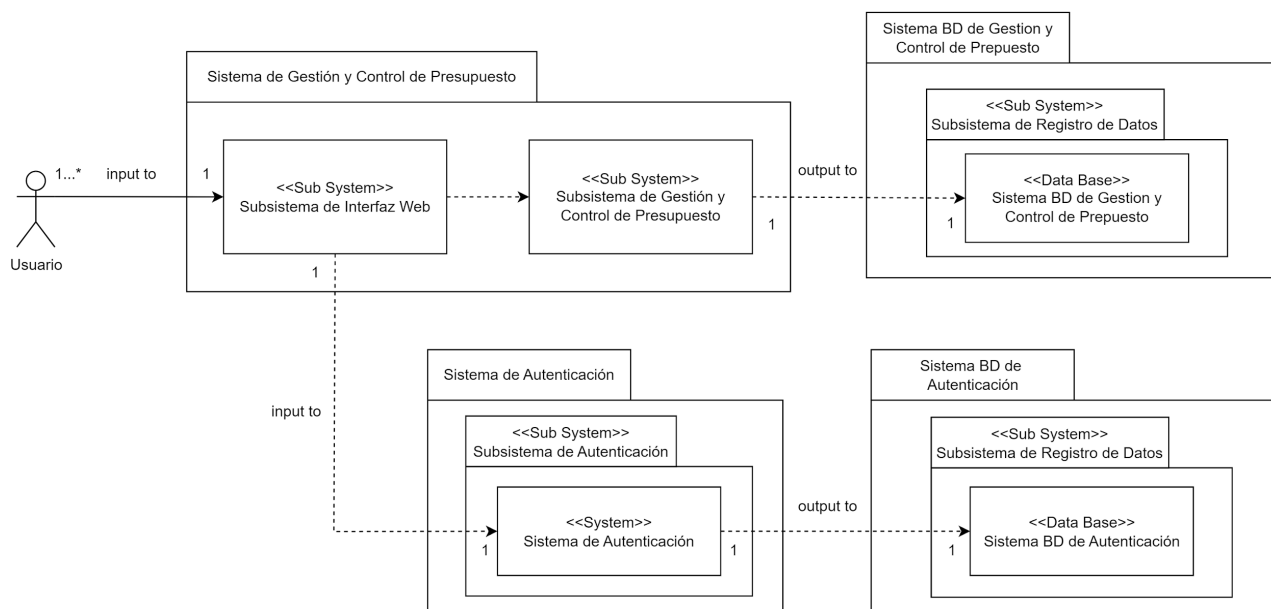 Sistema BD de Gestion y
Control de Prepuesto
Sistema de Gestión y Control de Presupuesto
<<Sub System>>
Subsistema de Registro de Datos
1...*
input to
1
<<Sub System>>
Subsistema de Interfaz Web
<<Sub System>>
Subsistema de Gestión y
Control de Presupuesto
output to
<<Data Base>>
Sistema BD de Gestion y
Control de Prepuesto
1
1
Usuario
1
Sistema de Autenticación
Sistema BD de
Autenticación
input to
<<Sub System>>
Subsistema de Autenticación
<<Sub System>>
Subsistema de Registro de Datos
output to
<<System>>
Sistema de Autenticación
<<Data Base>>
Sistema BD de Autenticación
1
1
1